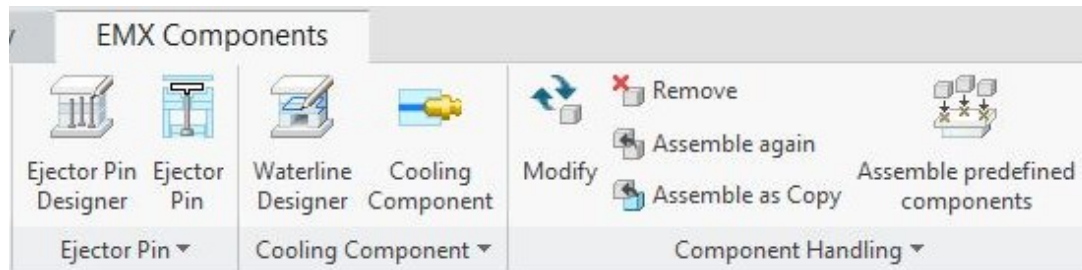 EMX Components
Ejector Pin
Designer
Ejector
Pin
Waterline
Designer
Cooling
Component
Modify
Remove
Assemble again
Assemble as Copy
Assemble predefined
components
Ejector Pin
Cooling Component
Component Handling